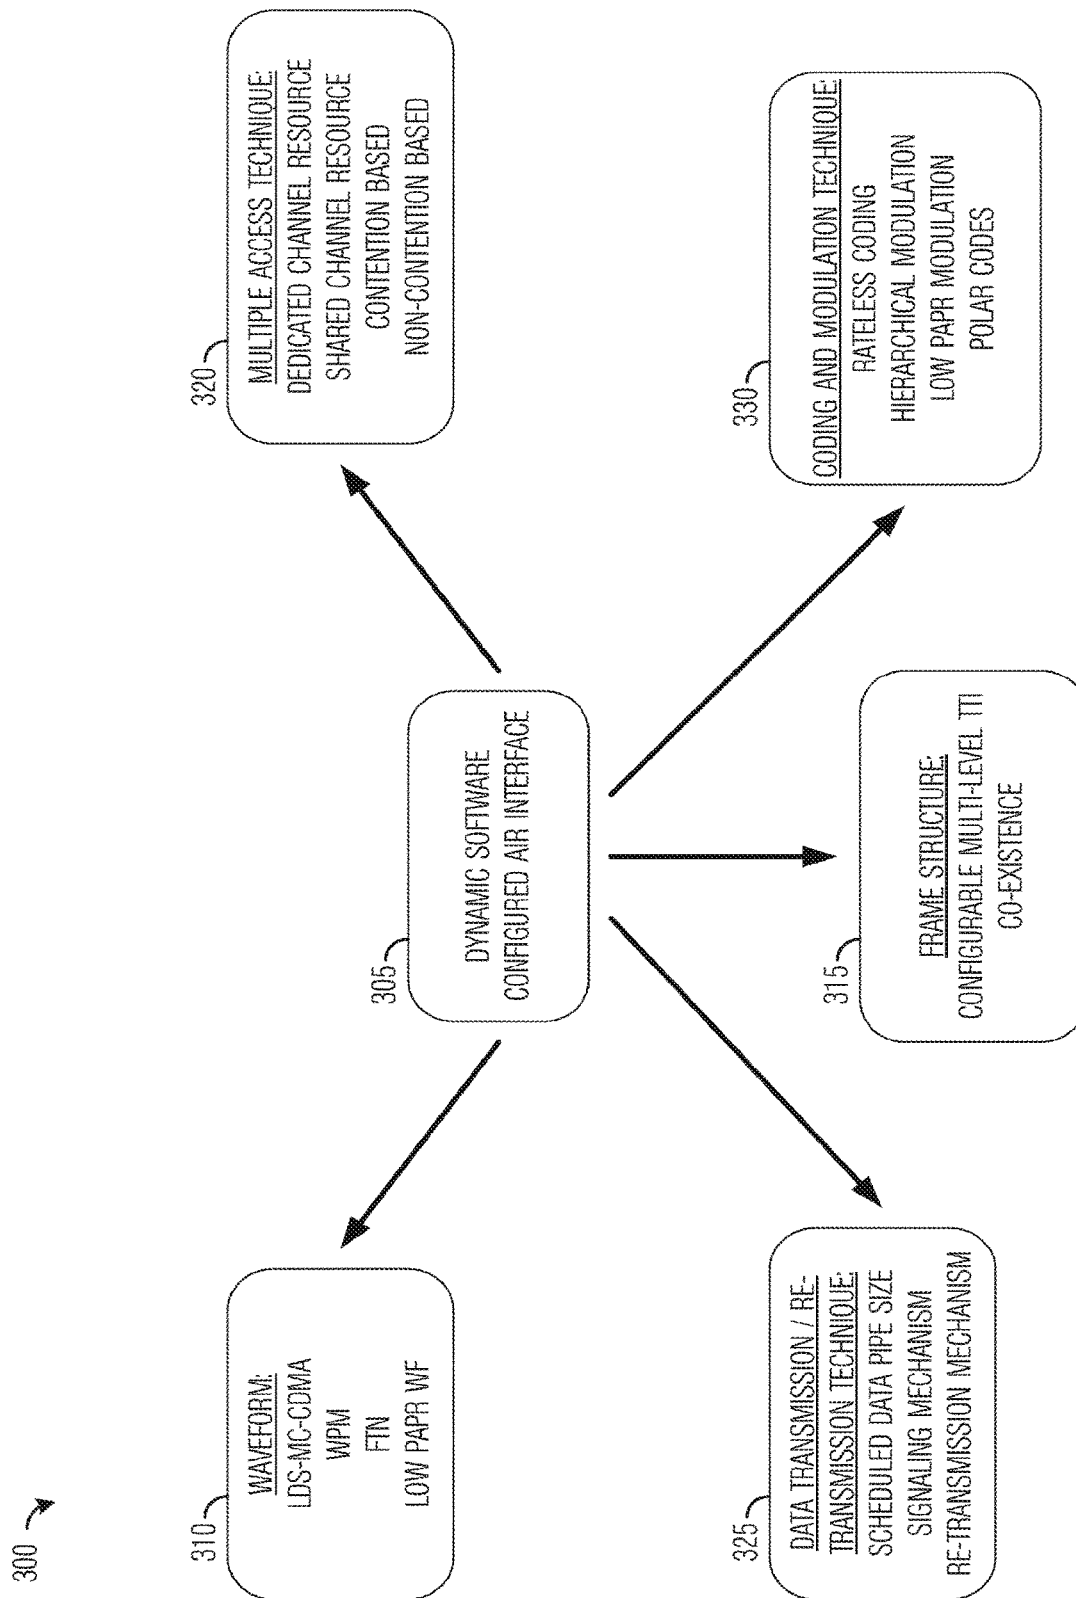 300
310
WAVEFORM:
LDS-MC-CDMA
WPM
FTN
LOW PAPR WF
320
MULTIPLE ACCESS TECHNIQUE:
DEDICATED CHANNEL RESOURCE
SHARED CHANNEL RESOURCE
CONTENTION BASED
NON-CONTENTION BASED
305
DYNAMIC SOFTWARE
CONFIGURED AIR INTERFACE
325
DATA TRANSMISSION / RE-
TRANSMISSION TECHNIQUE:
SCHEDULED DATA PIPE SIZE
SIGNALING MECHANISM
RE-TRANSMISSION MECHANISM
315
FRAME STRUCTURE:
CONFIGURABLE MULTI-LEVEL TTI
CO-EXISTENCE
330
CODING AND MODULATION TECHNIQUE:
RATELESS CODING
HIERARCHICAL MODULATION
LOW PAPR MODULATION
POLAR CODES